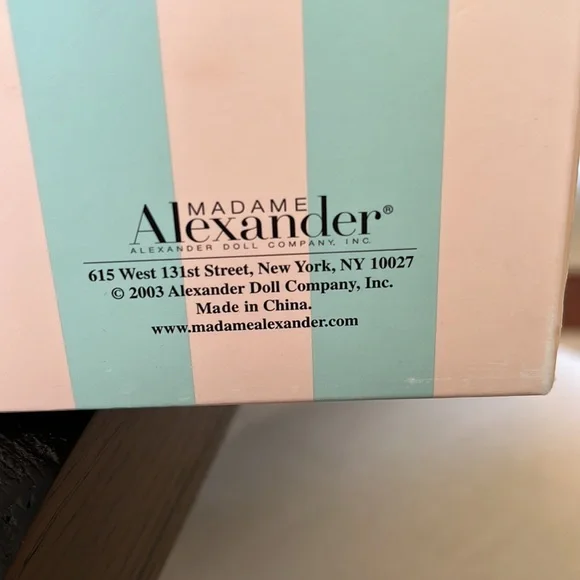 MADAME
Alexander®
ALEXANDER DOLL COMPANY, INC.
615 West 131st Street, New York, NY 10027
© 2003 Alexander Doll Company, Inc.
Made in China.
www.madamealexander.com